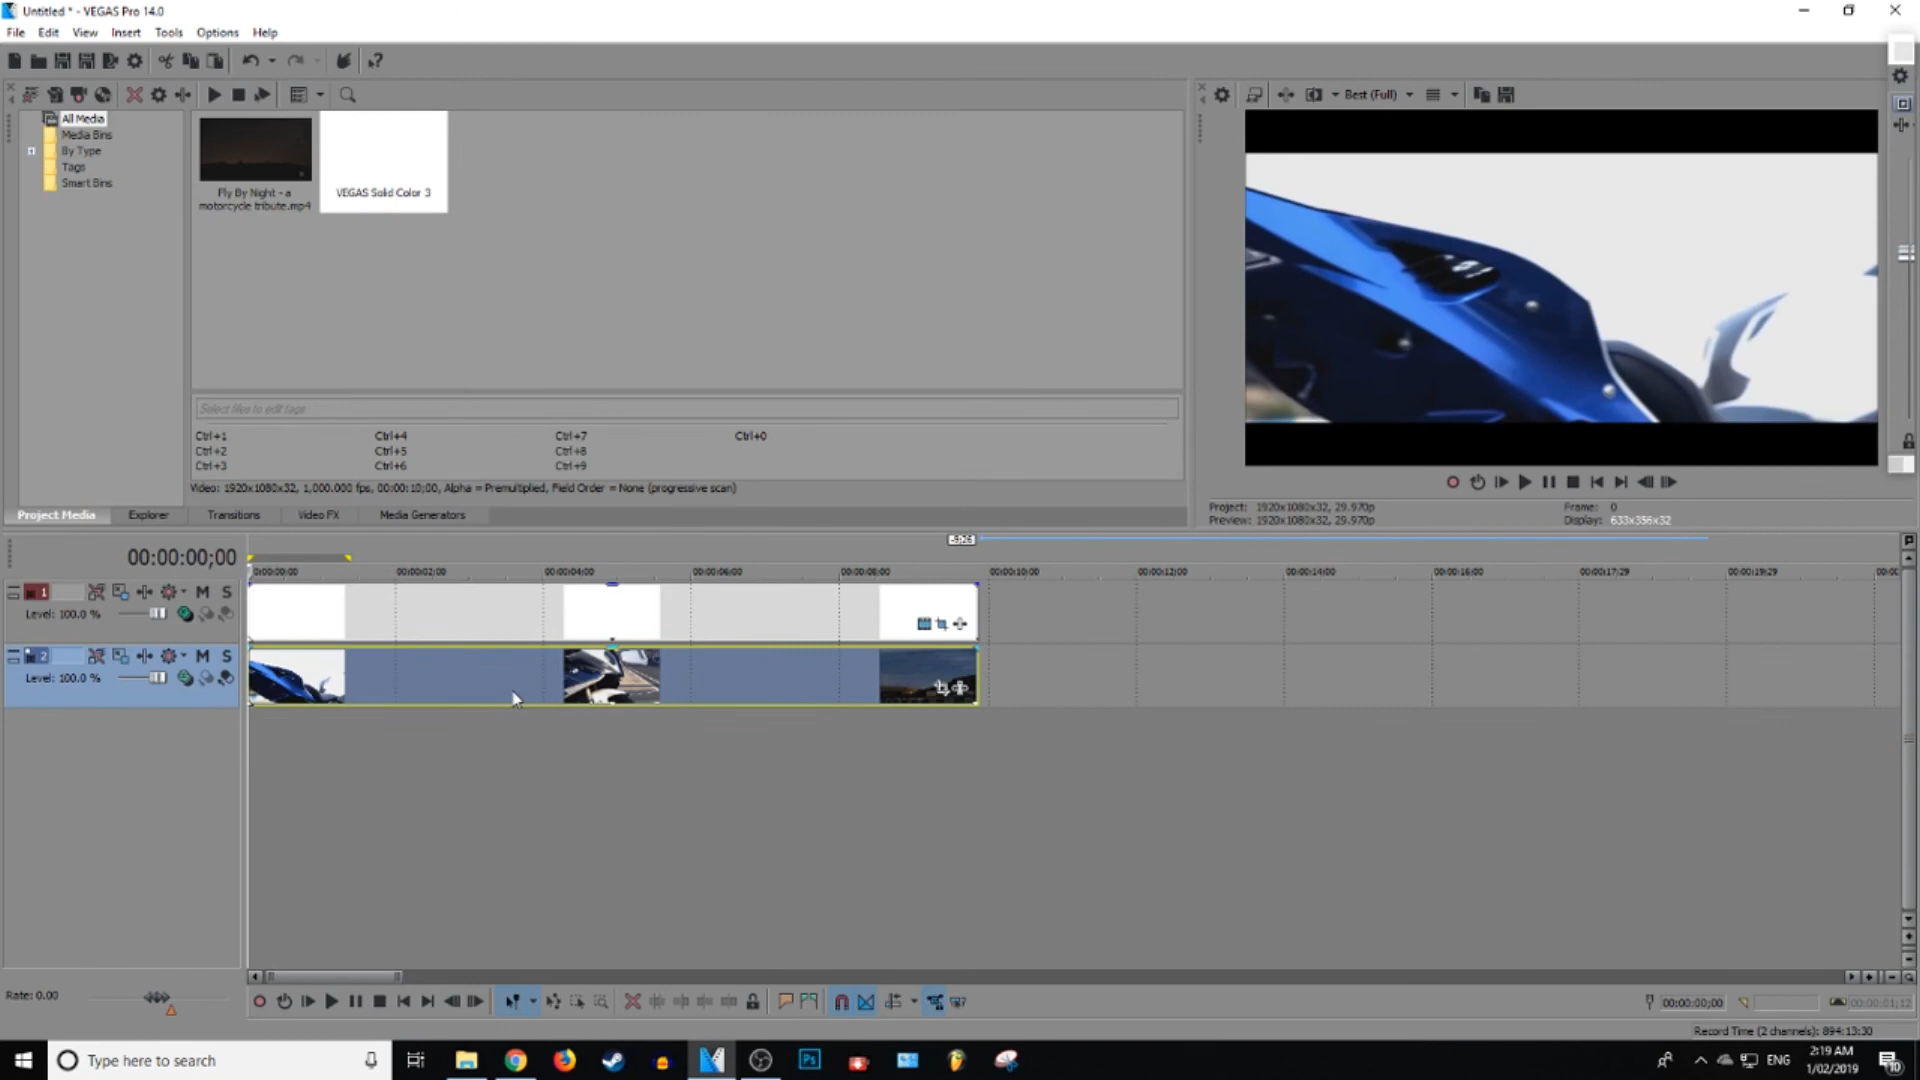 Untitled * - VEGAS Pro 14.0
File Edit View Insert Tools Options Help
All Media
Media Bins
By Type
Tags
Smart Bins
Fly By Night - a
motorcycle tribute.mp4
VEGAS Solid Color 3
Best (Full)
Select files to edit tags
Ctrl+1 Ctrl+4 Ctrl+7 Ctrl+0
Ctrl+2 Ctrl+5 Ctrl+8
Ctrl+3 Ctrl+6 Ctrl+9
Video: 1920x1080x32, 1,000.000 fps, 00:00:10;00, Alpha = Premultiplied, Field Order = None (progressive scan)
Project: 1920x1080x32, 29.970p
Preview: 1920x1080x32, 29.970p
Frame: 0
Display: 633x356x32
Project Media Explorer Transitions Video FX Media Generators
-3;26
00:00:00;00
00:00:00;00 00:00:02;00 00:00:04;00 00:00:06;00 00:00:08;00 00:00:10;00 00:00:12;00 00:00:14;00 00:00:16;00 00:00:17;29 00:00:19;29 00:00
1 M S
Level: 100.0 %
2 M S
Level: 100.0 %
Rate: 0.00
00:00:00;00
00:00:01;12
Record Time (2 channels): 894:13:30
Type here to search
Ps
ENG
2:19 AM
1/02/2019
10